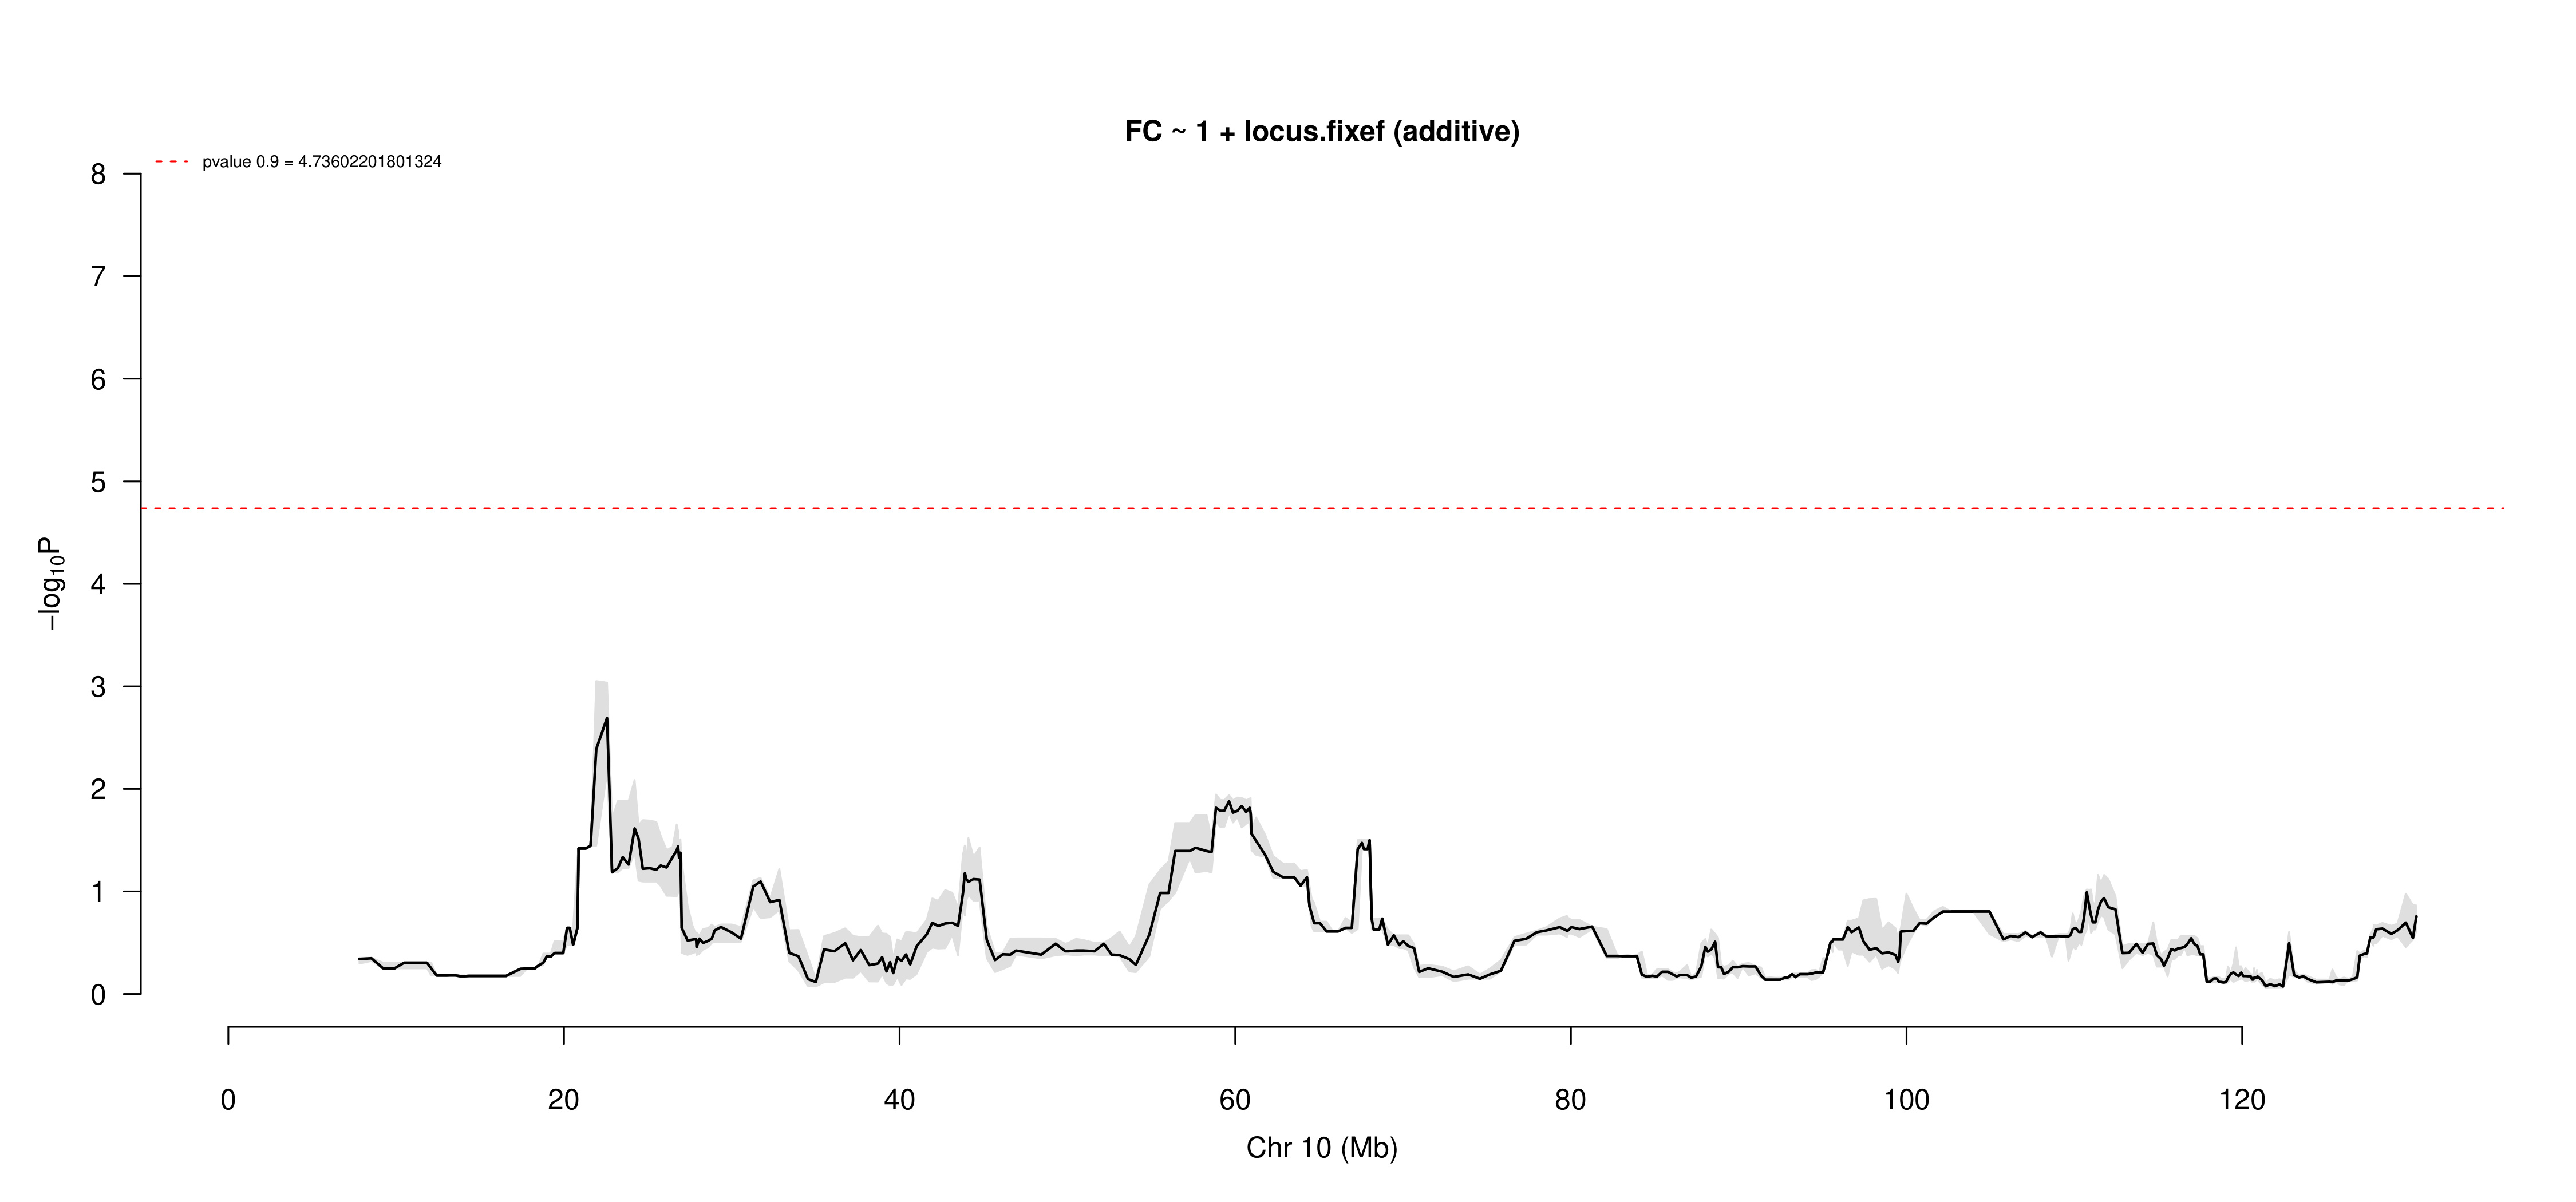 FC ~ 1 + locus.fixef (additive)
pvalue 0.9 = 4.73602201801324
8
7
6
5
4
3
2
1
0
−log10P
0 20 40 60 80 100 120
Chr 10 (Mb)